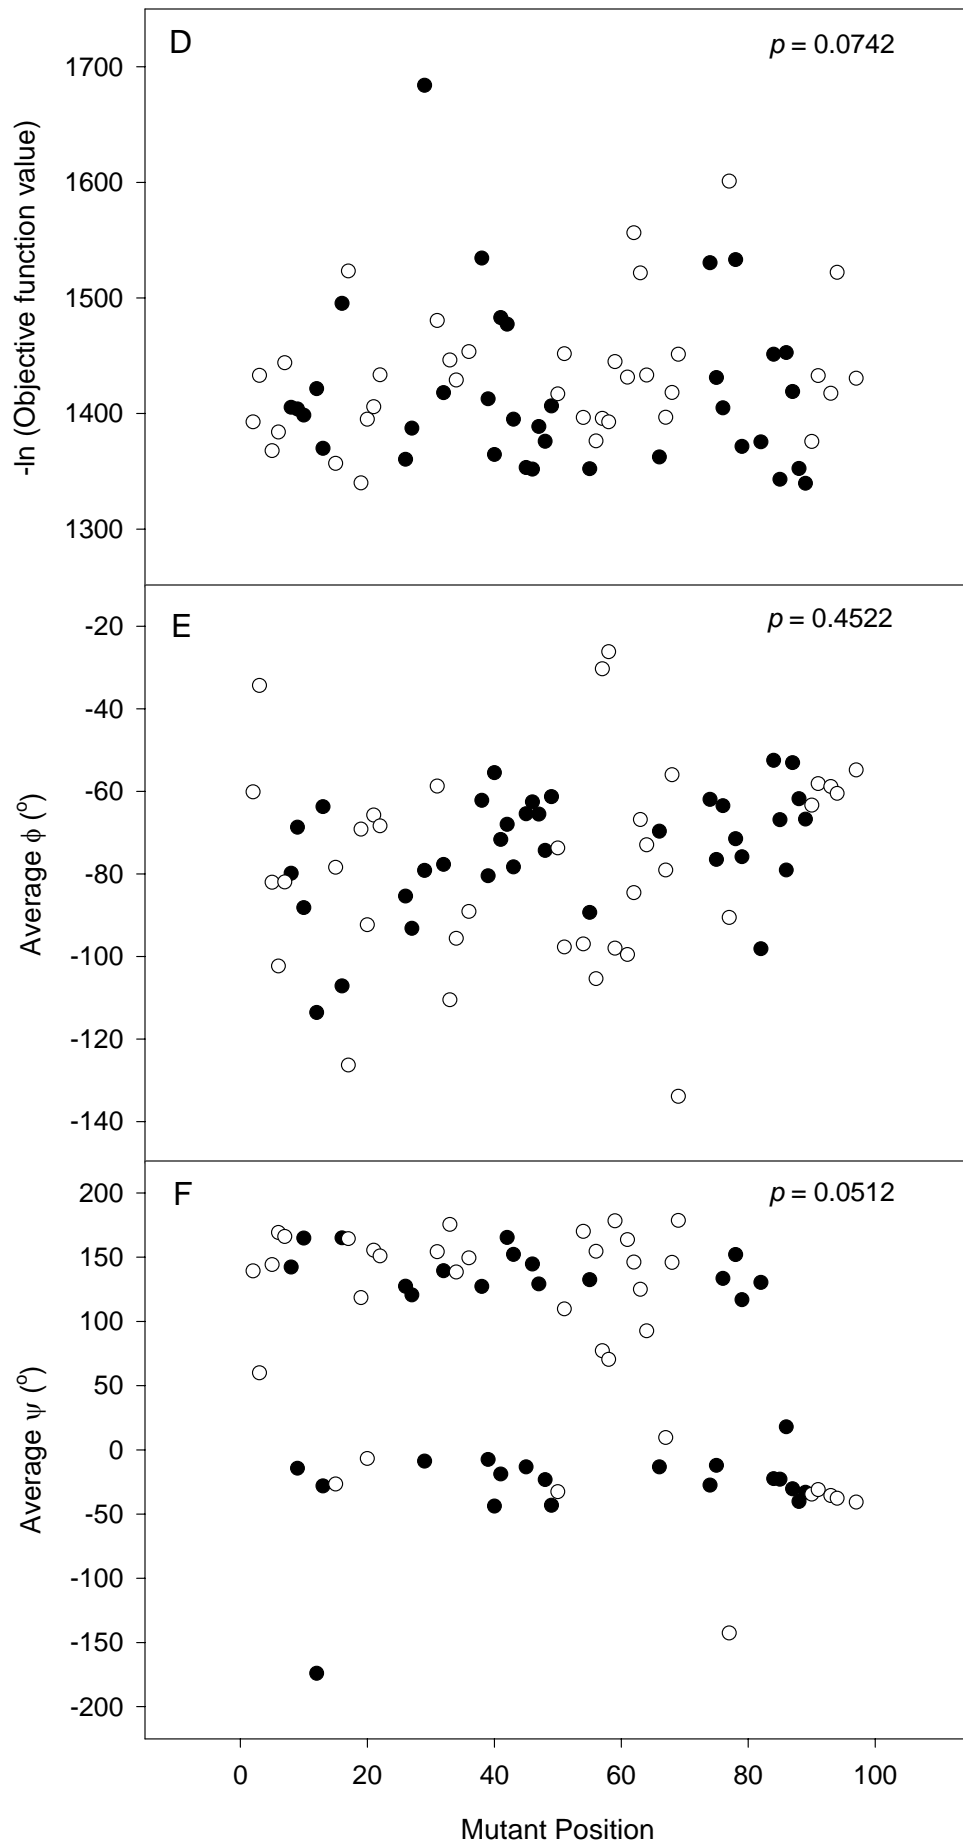 D
p = 0.0742
1700
1600
1500
1400
1300
-ln (Objective function value)
E
p = 0.4522
-20
-40
-60
-80
-100
-120
-140
Average ϕ (°)
F
p = 0.0512
200
150
100
50
0
-50
-100
-150
-200
Average ψ (°)
0 20 40 60 80 100
Mutant Position